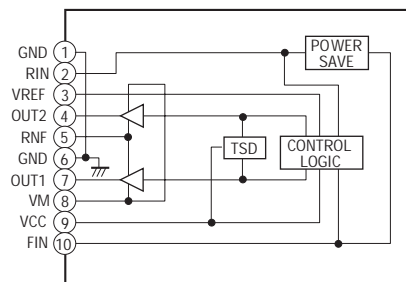 GND 1
RIN 2
VREF 3
OUT2 4
RNF 5
GND 6
OUT1 7
VM 8
VCC 9
FIN 10
POWER
SAVE
TSD
CONTROL
LOGIC